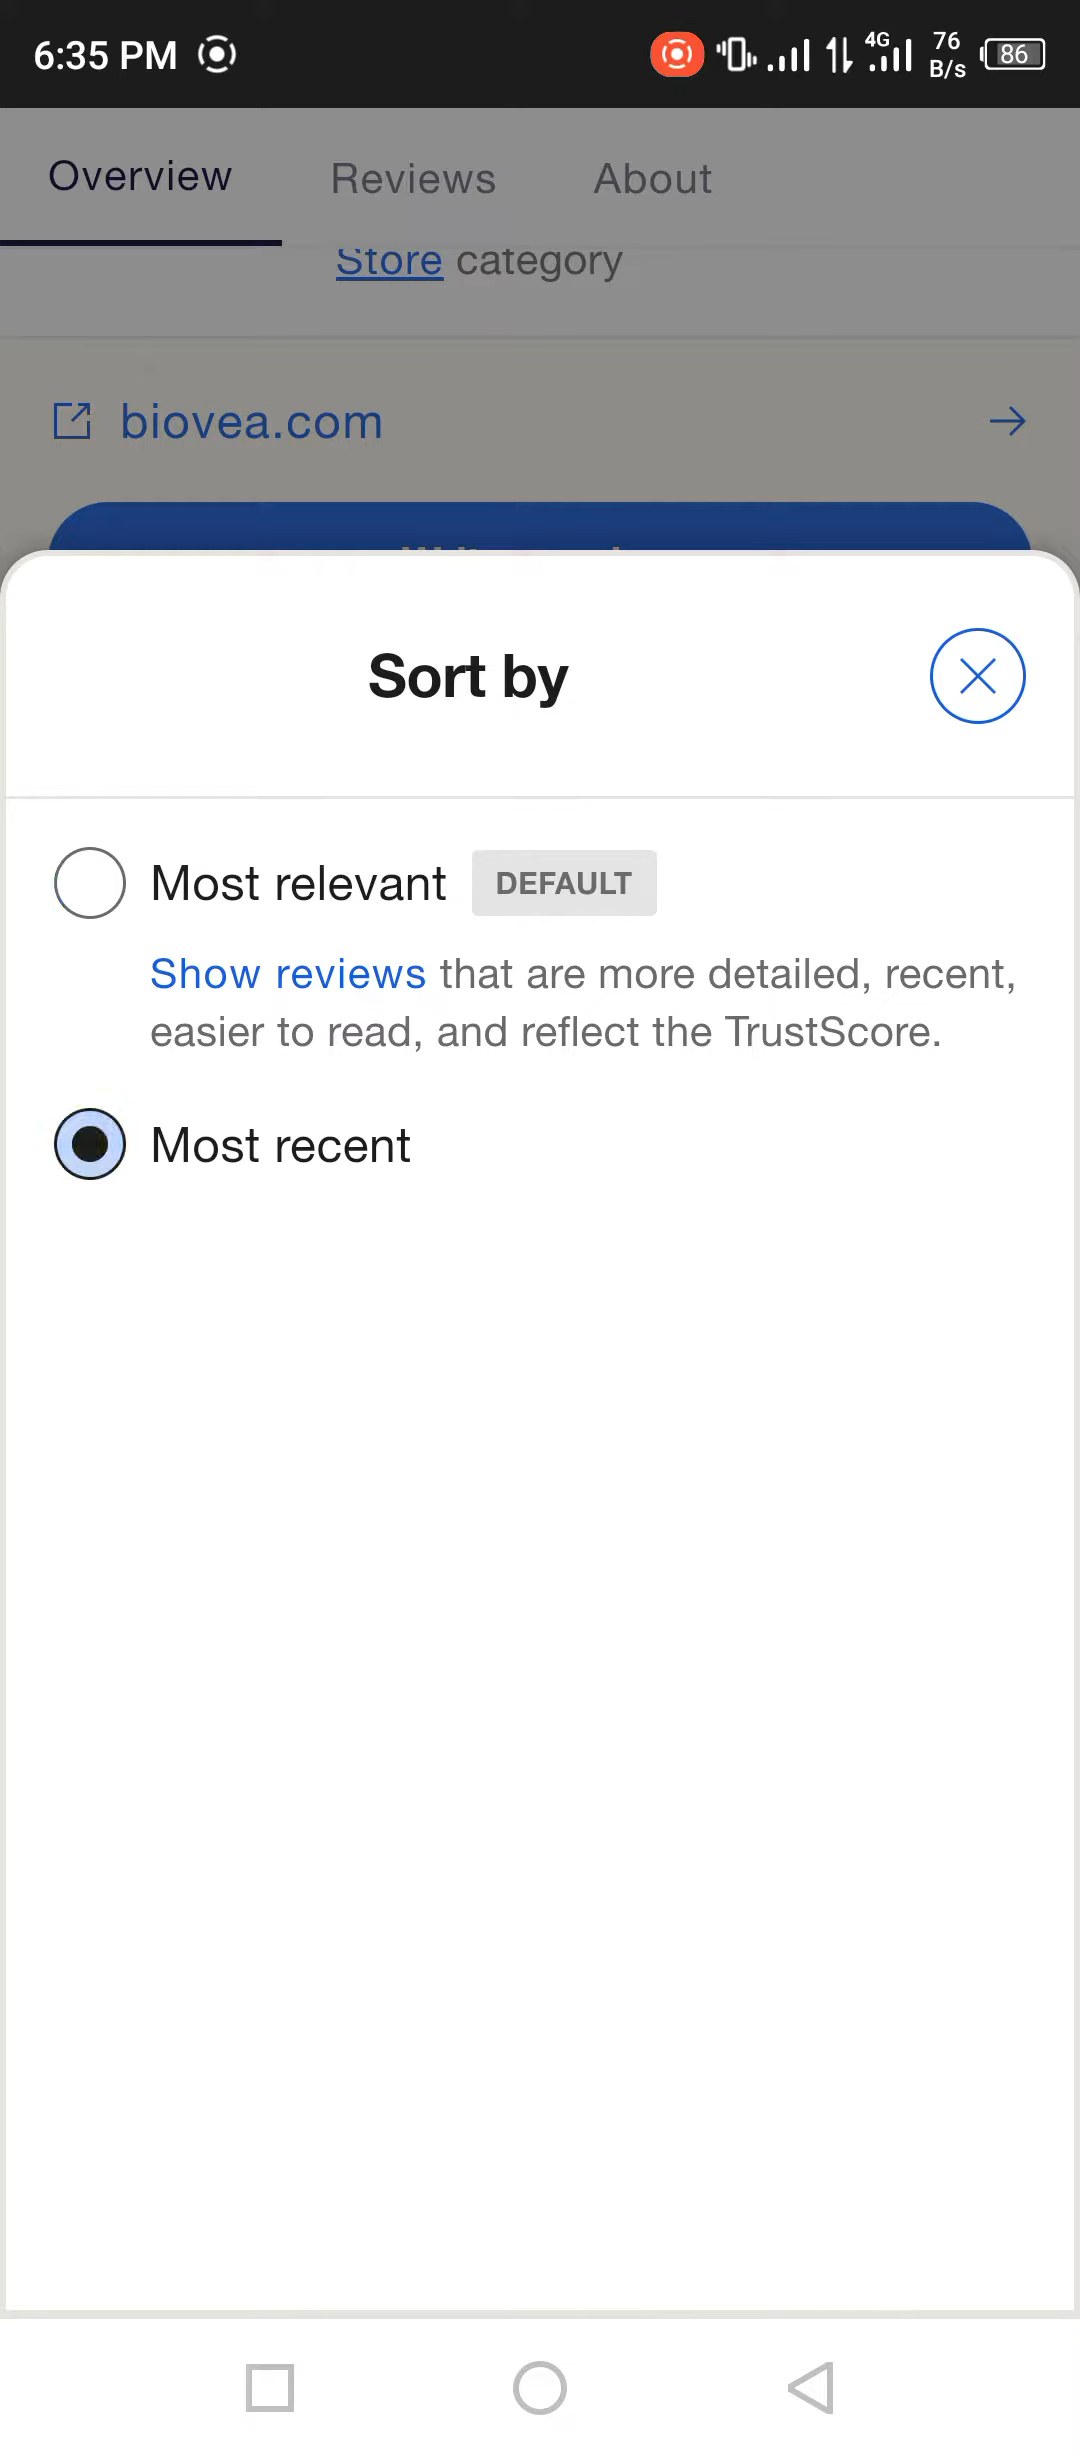 6:35 PM
4G
76
B/s
86
Overview
Reviews
About
Store category
biovea.com
Sort by
Most relevant
DEFAULT
Show reviews that are more detailed, recent,
easier to read, and reflect the TrustScore.
Most recent